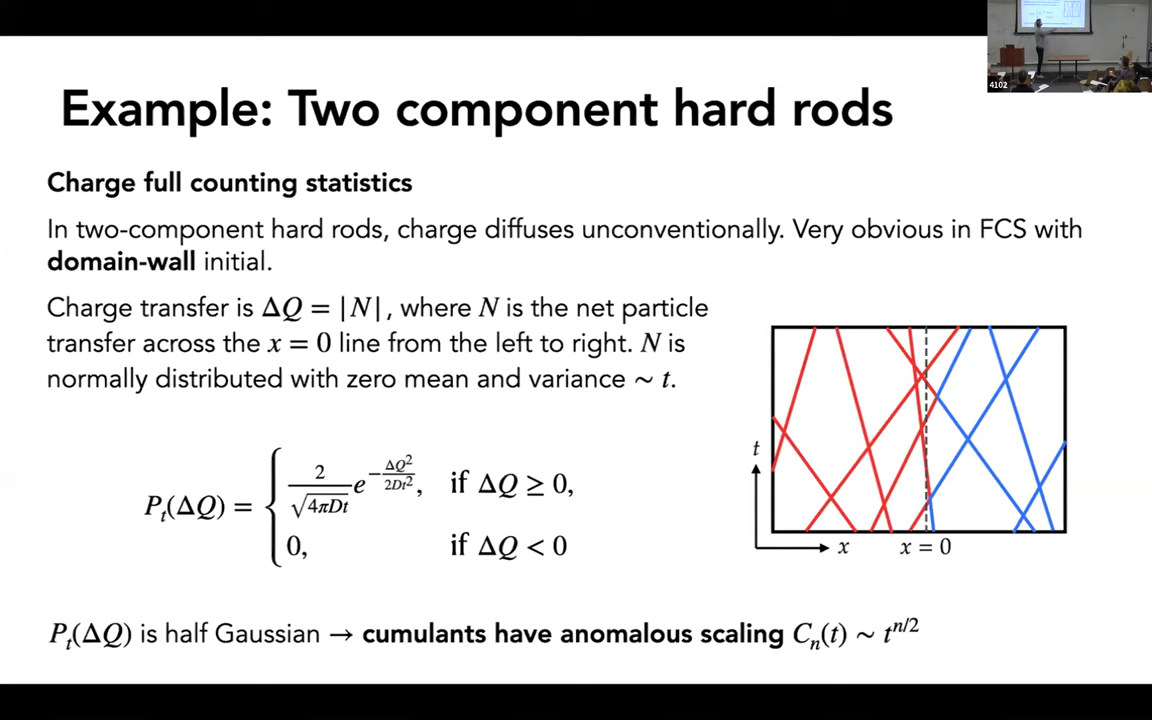 4102
Example: Two component hard rods
Charge full counting statistics
In two-component hard rods, charge diffuses unconventionally. Very obvious in FCS with
domain-wall initial.
Charge transfer is ΔQ = |N|, where N is the net particle
transfer across the x = 0 line from the left to right. N is
normally distributed with zero mean and variance ~ t.
P_t(ΔQ) = { 2/√(4πDt) e^{-ΔQ²/(2Dt²)}, if ΔQ ≥ 0,
0, if ΔQ < 0
t
x
x = 0
P_t(ΔQ) is half Gaussian → cumulants have anomalous scaling C_n(t) ~ t^{n/2}